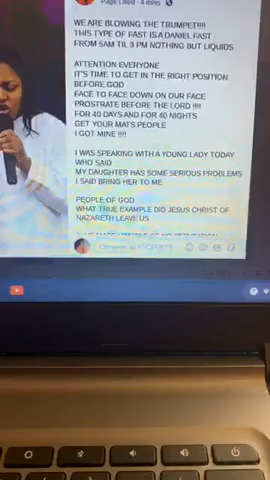 Page Liked · 4 mins ·
WE ARE BLOWING THE TRUMPET!!!!
THIS TYPE OF FAST IS A DANIEL FAST
FROM 5AM TIL 3 PM NOTHING BUT LIQUIDS
ATTENTION EVERYONE
IT'S TIME TO GET IN THE RIGHT POSITION
BEFORE GOD
FACE TO FACE DOWN ON OUR FACE
PROSTRATE BEFORE THE LORD !!!!
FOR 40 DAYS AND FOR 40 NIGHTS
GET YOUR MATS PEOPLE
I GOT MINE !!!!
I WAS SPEAKING WITH A YOUNG LADY TODAY
WHO SAID
MY DAUGHTER HAS SOME SERIOUS PROBLEMS
I SAID BRING HER TO ME
PEOPLE OF GOD
WHAT TRUE EXAMPLE DID JESUS CHRIST OF
NAZARETH LEAVE US
Comment as